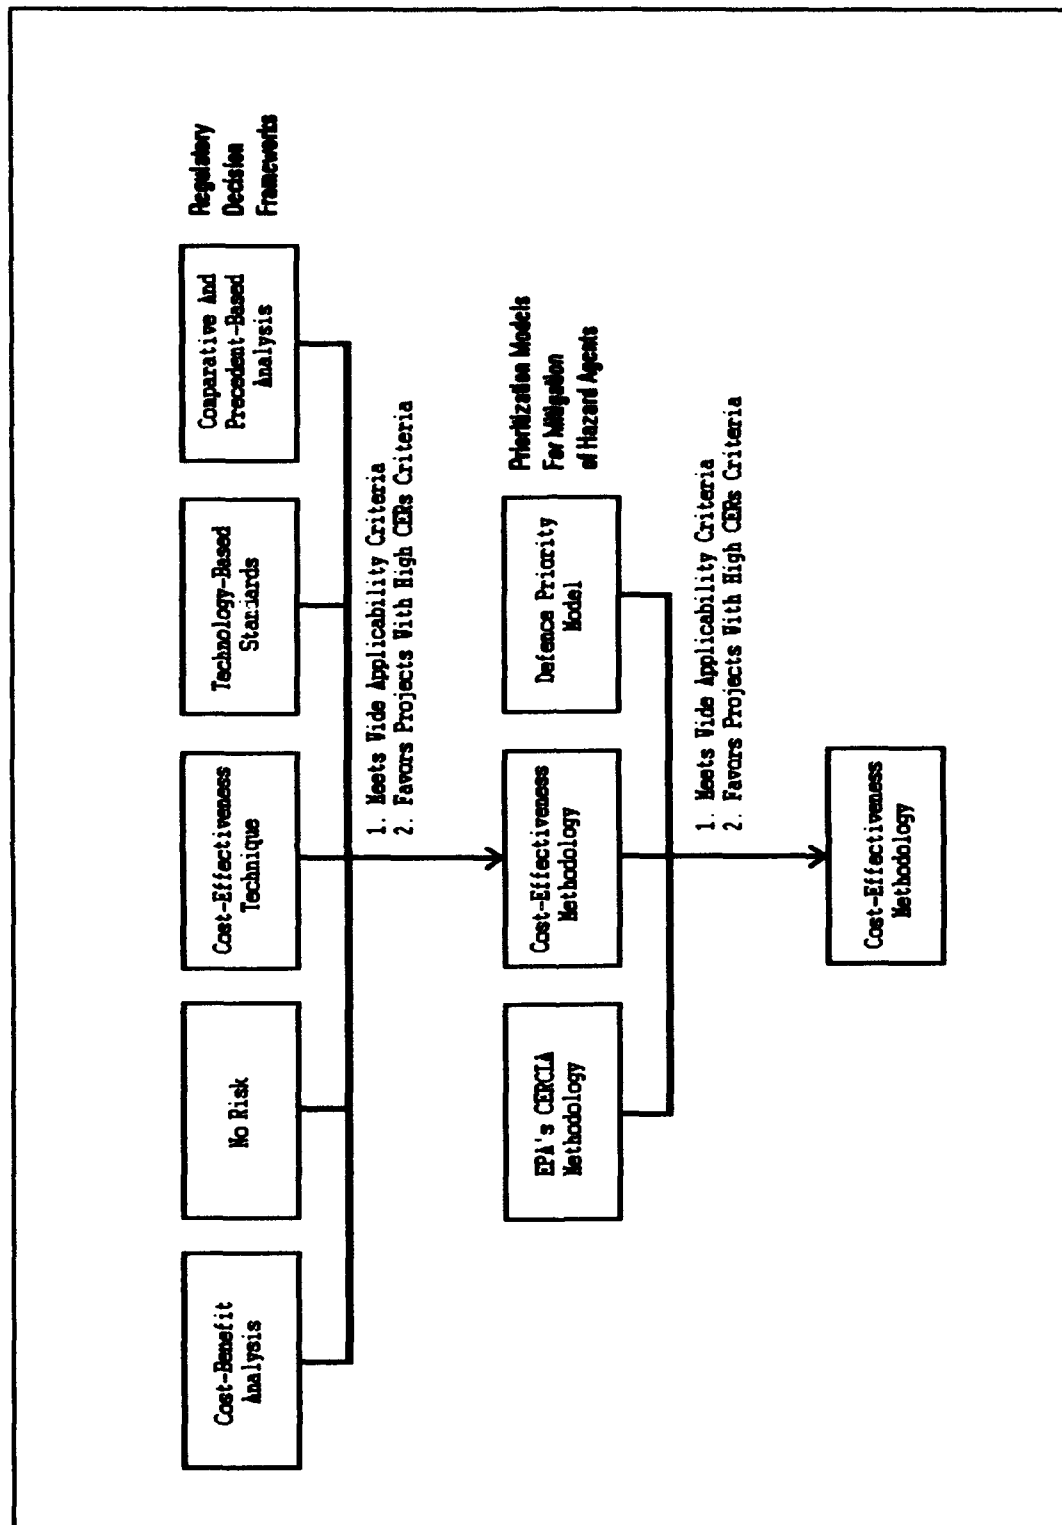 Cost-Benefit
Analysis
No Risk
Cost-Effectiveness
Technique
Technology-Based
Standards
Comparative And
Precedent-Based
Analysis
Regulatory
Decision
Frameworks
1. Meets Wide Applicability Criteria
2. Favors Projects With High CERs Criteria
EPA's CERCLA
Methodology
Cost-Effectiveness
Methodology
Defence Priority
Model
Prioritization Models
For Mitigation
of Hazard Agents
1. Meets Wide Applicability Criteria
2. Favors Projects With High CERs Criteria
Cost-Effectiveness
Methodology